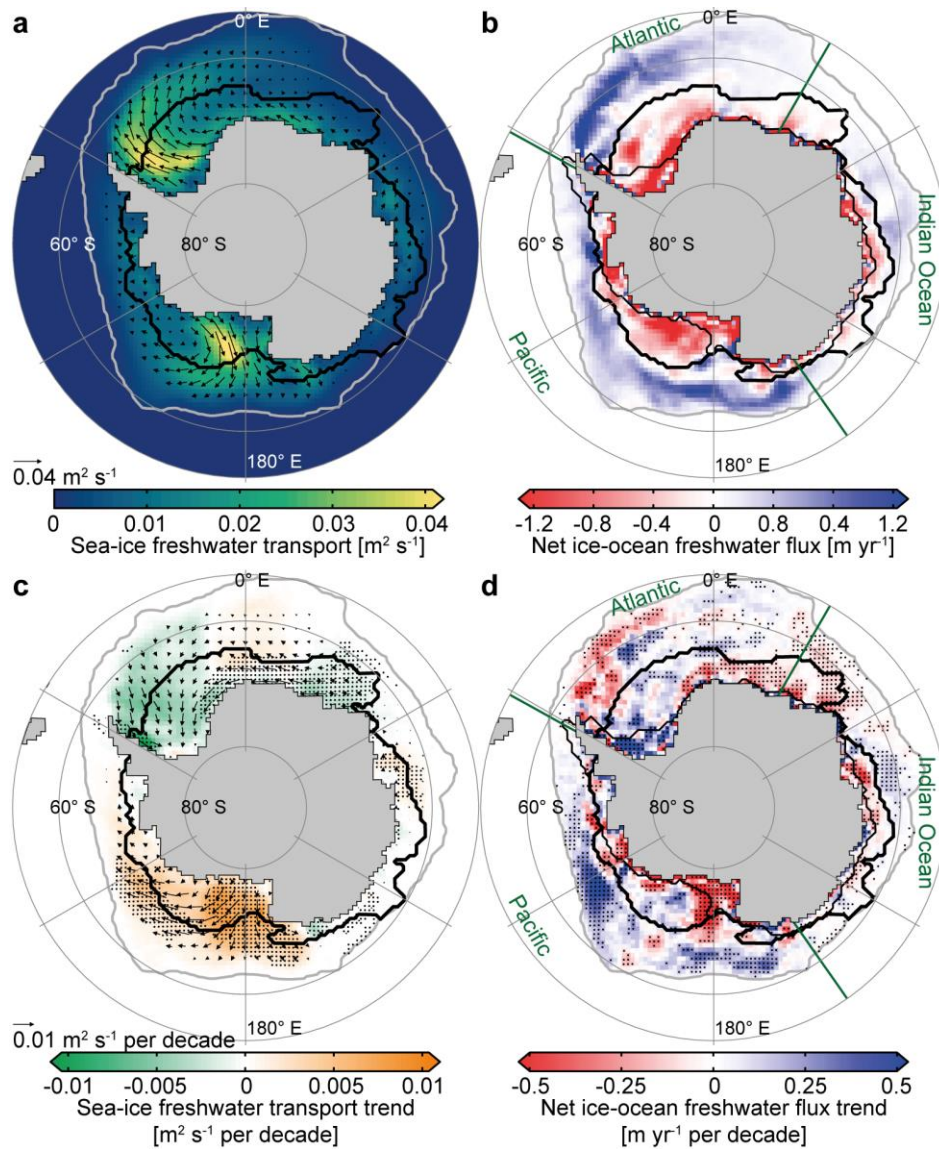 a
0° E
60° S
80° S
180° E
0.04 m² s⁻¹
0 0.01 0.02 0.03 0.04
Sea-ice freshwater transport [m² s⁻¹]
b
Atlantic
0° E
Indian Ocean
60° S
80° S
Pacific
180° E
-1.2 -0.8 -0.4 0 0.8 0.4 1.2
Net ice-ocean freshwater flux [m yr⁻¹]
c
0° E
60° S
80° S
180° E
0.01 m² s⁻¹ per decade
-0.01 -0.005 0 0.005 0.01
Sea-ice freshwater transport trend
[m² s⁻¹ per decade]
d
Atlantic
0° E
Indian Ocean
60° S
80° S
Pacific
180° E
-0.5 -0.25 0 0.25 0.5
Net ice-ocean freshwater flux trend
[m yr⁻¹ per decade]